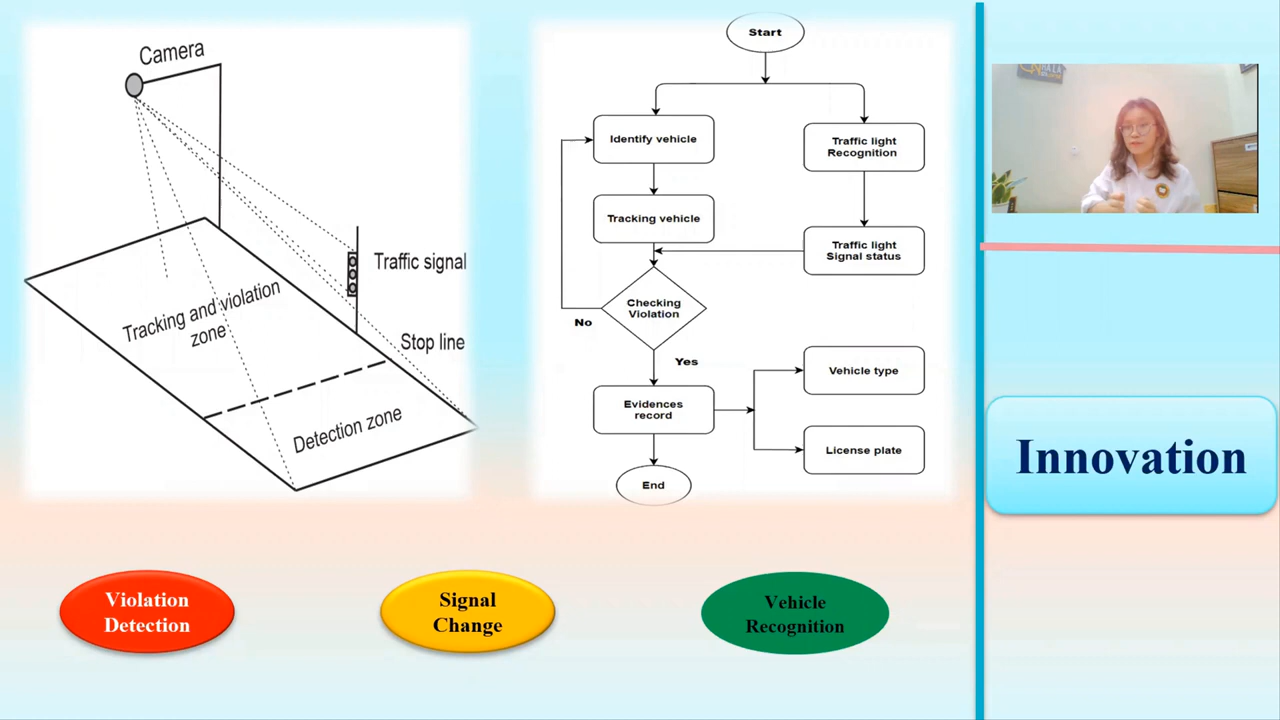 Camera
Traffic signal
Tracking and violation
zone
Stop line
Detection zone
Start
Identify vehicle
Traffic light
Recognition
Tracking vehicle
Traffic light
Signal status
Checking
Violation
No
Yes
Vehicle type
Evidences
record
License plate
End
Innovation
Violation
Detection
Signal
Change
Vehicle
Recognition